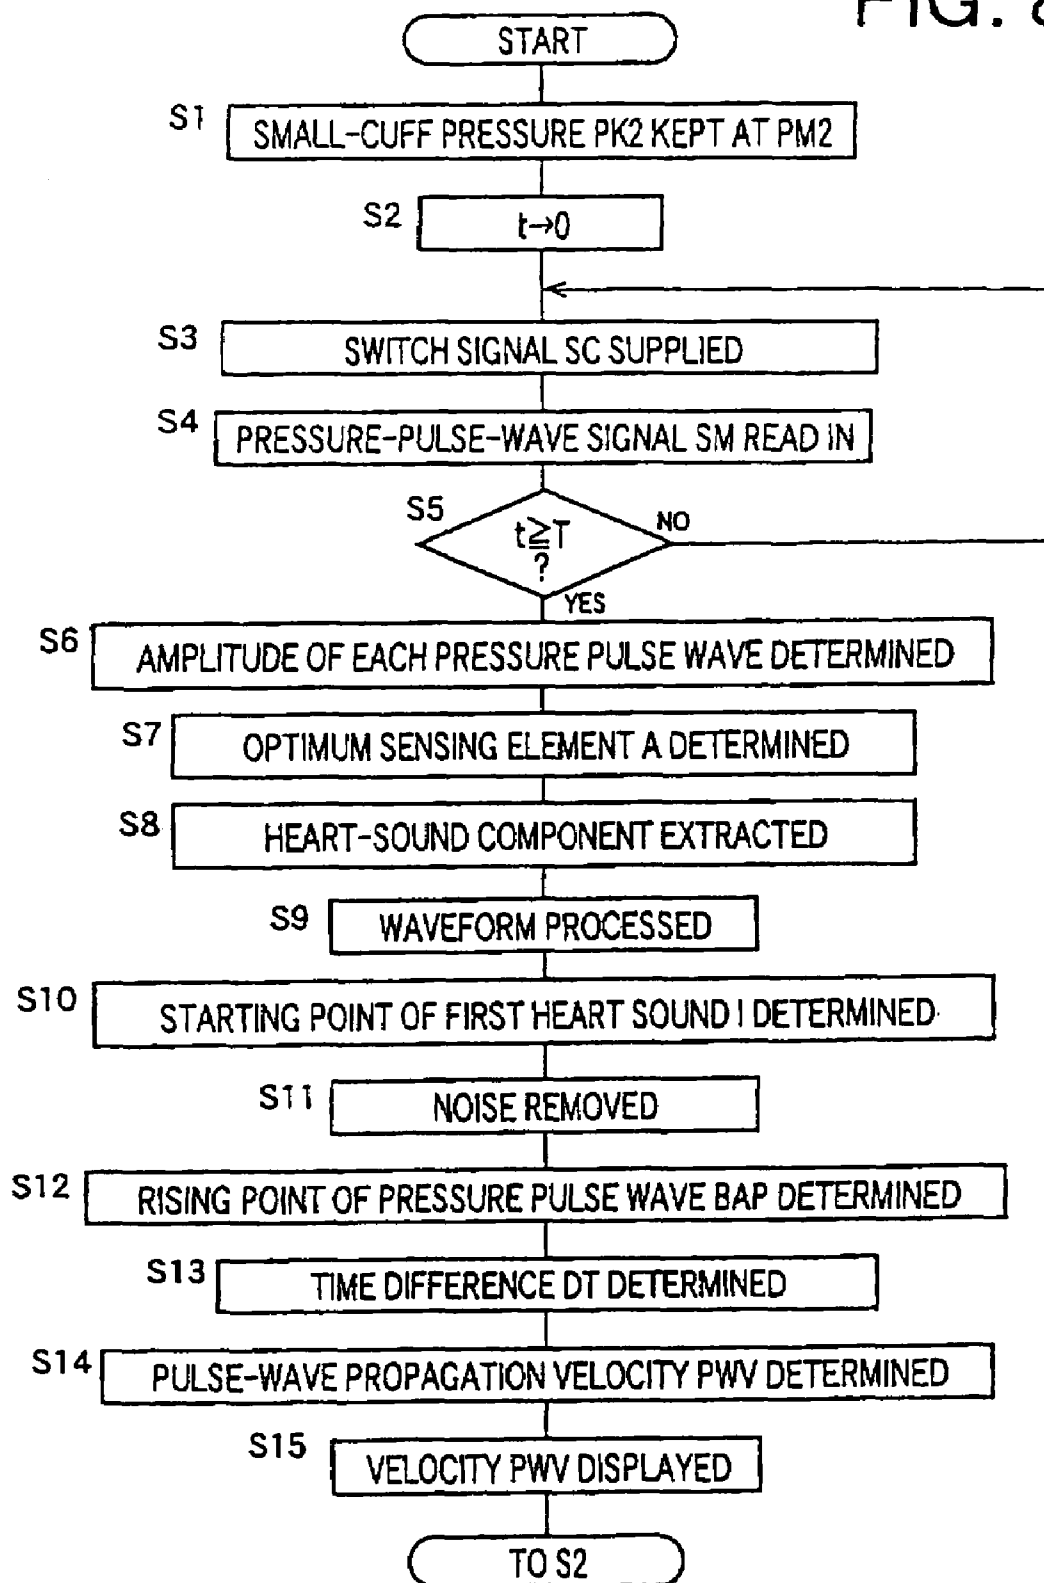 FIG. 8
START
S1
SMALL-CUFF PRESSURE PK2 KEPT AT PM2
S2
t→0
S3
SWITCH SIGNAL SC SUPPLIED
S4
PRESSURE-PULSE-WAVE SIGNAL SM READ IN
S5
t≧T
?
NO
YES
S6
AMPLITUDE OF EACH PRESSURE PULSE WAVE DETERMINED
S7
OPTIMUM SENSING ELEMENT A DETERMINED
S8
HEART-SOUND COMPONENT EXTRACTED
S9
WAVEFORM PROCESSED
S10
STARTING POINT OF FIRST HEART SOUND I DETERMINED
S11
NOISE REMOVED
S12
RISING POINT OF PRESSURE PULSE WAVE BAP DETERMINED
S13
TIME DIFFERENCE DT DETERMINED
S14
PULSE-WAVE PROPAGATION VELOCITY PWV DETERMINED
S15
VELOCITY PWV DISPLAYED
TO S2